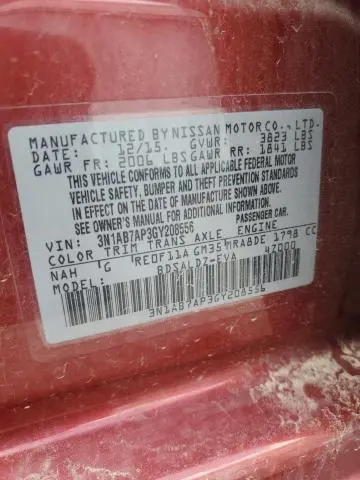 MANUFACTURED BY NISSAN MOTOR CO., LTD.
DATE: 12/15 GVWR: 3823 LBS
GAWR FR: 2006 LBS GAWR RR: 1841 LBS
THIS VEHICLE CONFORMS TO ALL APPLICABLE FEDERAL MOTOR
VEHICLE SAFETY, BUMPER AND THEFT PREVENTION STANDARDS
IN EFFECT ON THE DATE OF MANUFACTURE SHOWN ABOVE.
SEE OWNER'S MANUAL FOR
VIN: 3N1AB7AP3GY208556 PASSENGER CAR.
COLOR TRIM TRANS AXLE ENGINE
NAH G RE0F11A GM35 MRA8DE 1798 CC
MODEL: BDSALDZ-EVA 47000
3N1AB7AP3GY208556